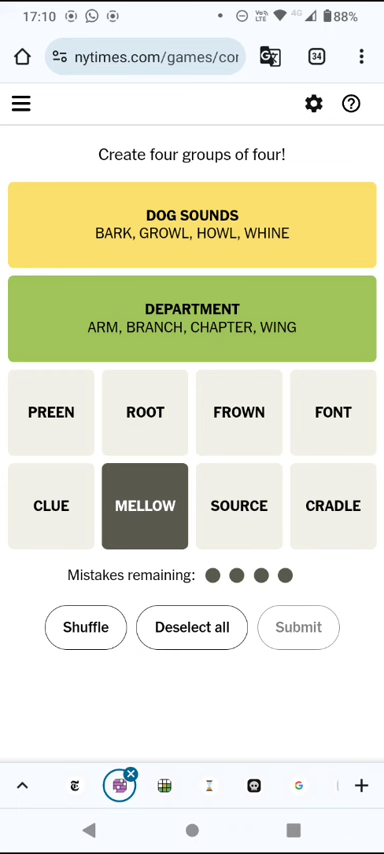 17:10
4G
88%
nytimes.com/games/cor
34
Create four groups of four!
DOG SOUNDS
BARK, GROWL, HOWL, WHINE
DEPARTMENT
ARM, BRANCH, CHAPTER, WING
PREEN ROOT FROWN FONT
CLUE MELLOW SOURCE CRADLE
Mistakes remaining:
Shuffle Deselect all Submit